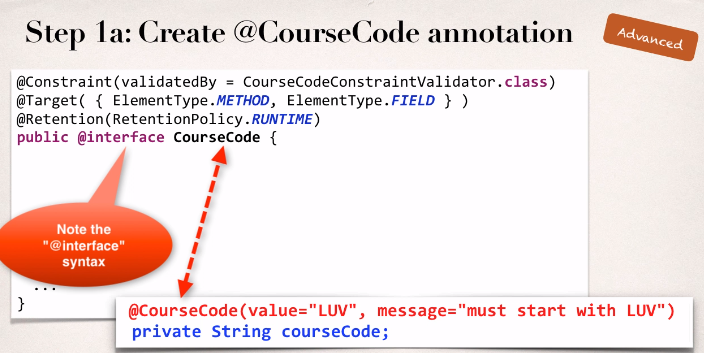 Step 1a: Create @CourseCode annotation
Advanced
@Constraint(validatedBy = CourseCodeConstraintValidator.class)
@Target( { ElementType.METHOD, ElementType.FIELD } )
@Retention(RetentionPolicy.RUNTIME)
public @interface CourseCode {
Note the
"@interface"
syntax
...
}
@CourseCode(value="LUV", message="must start with LUV")
private String courseCode;